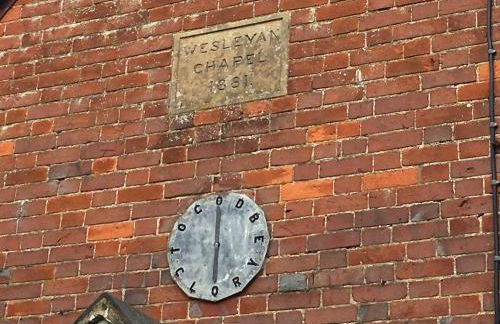 WESLEYAN
CHAPEL
1881
TO GOD BE
GLORY